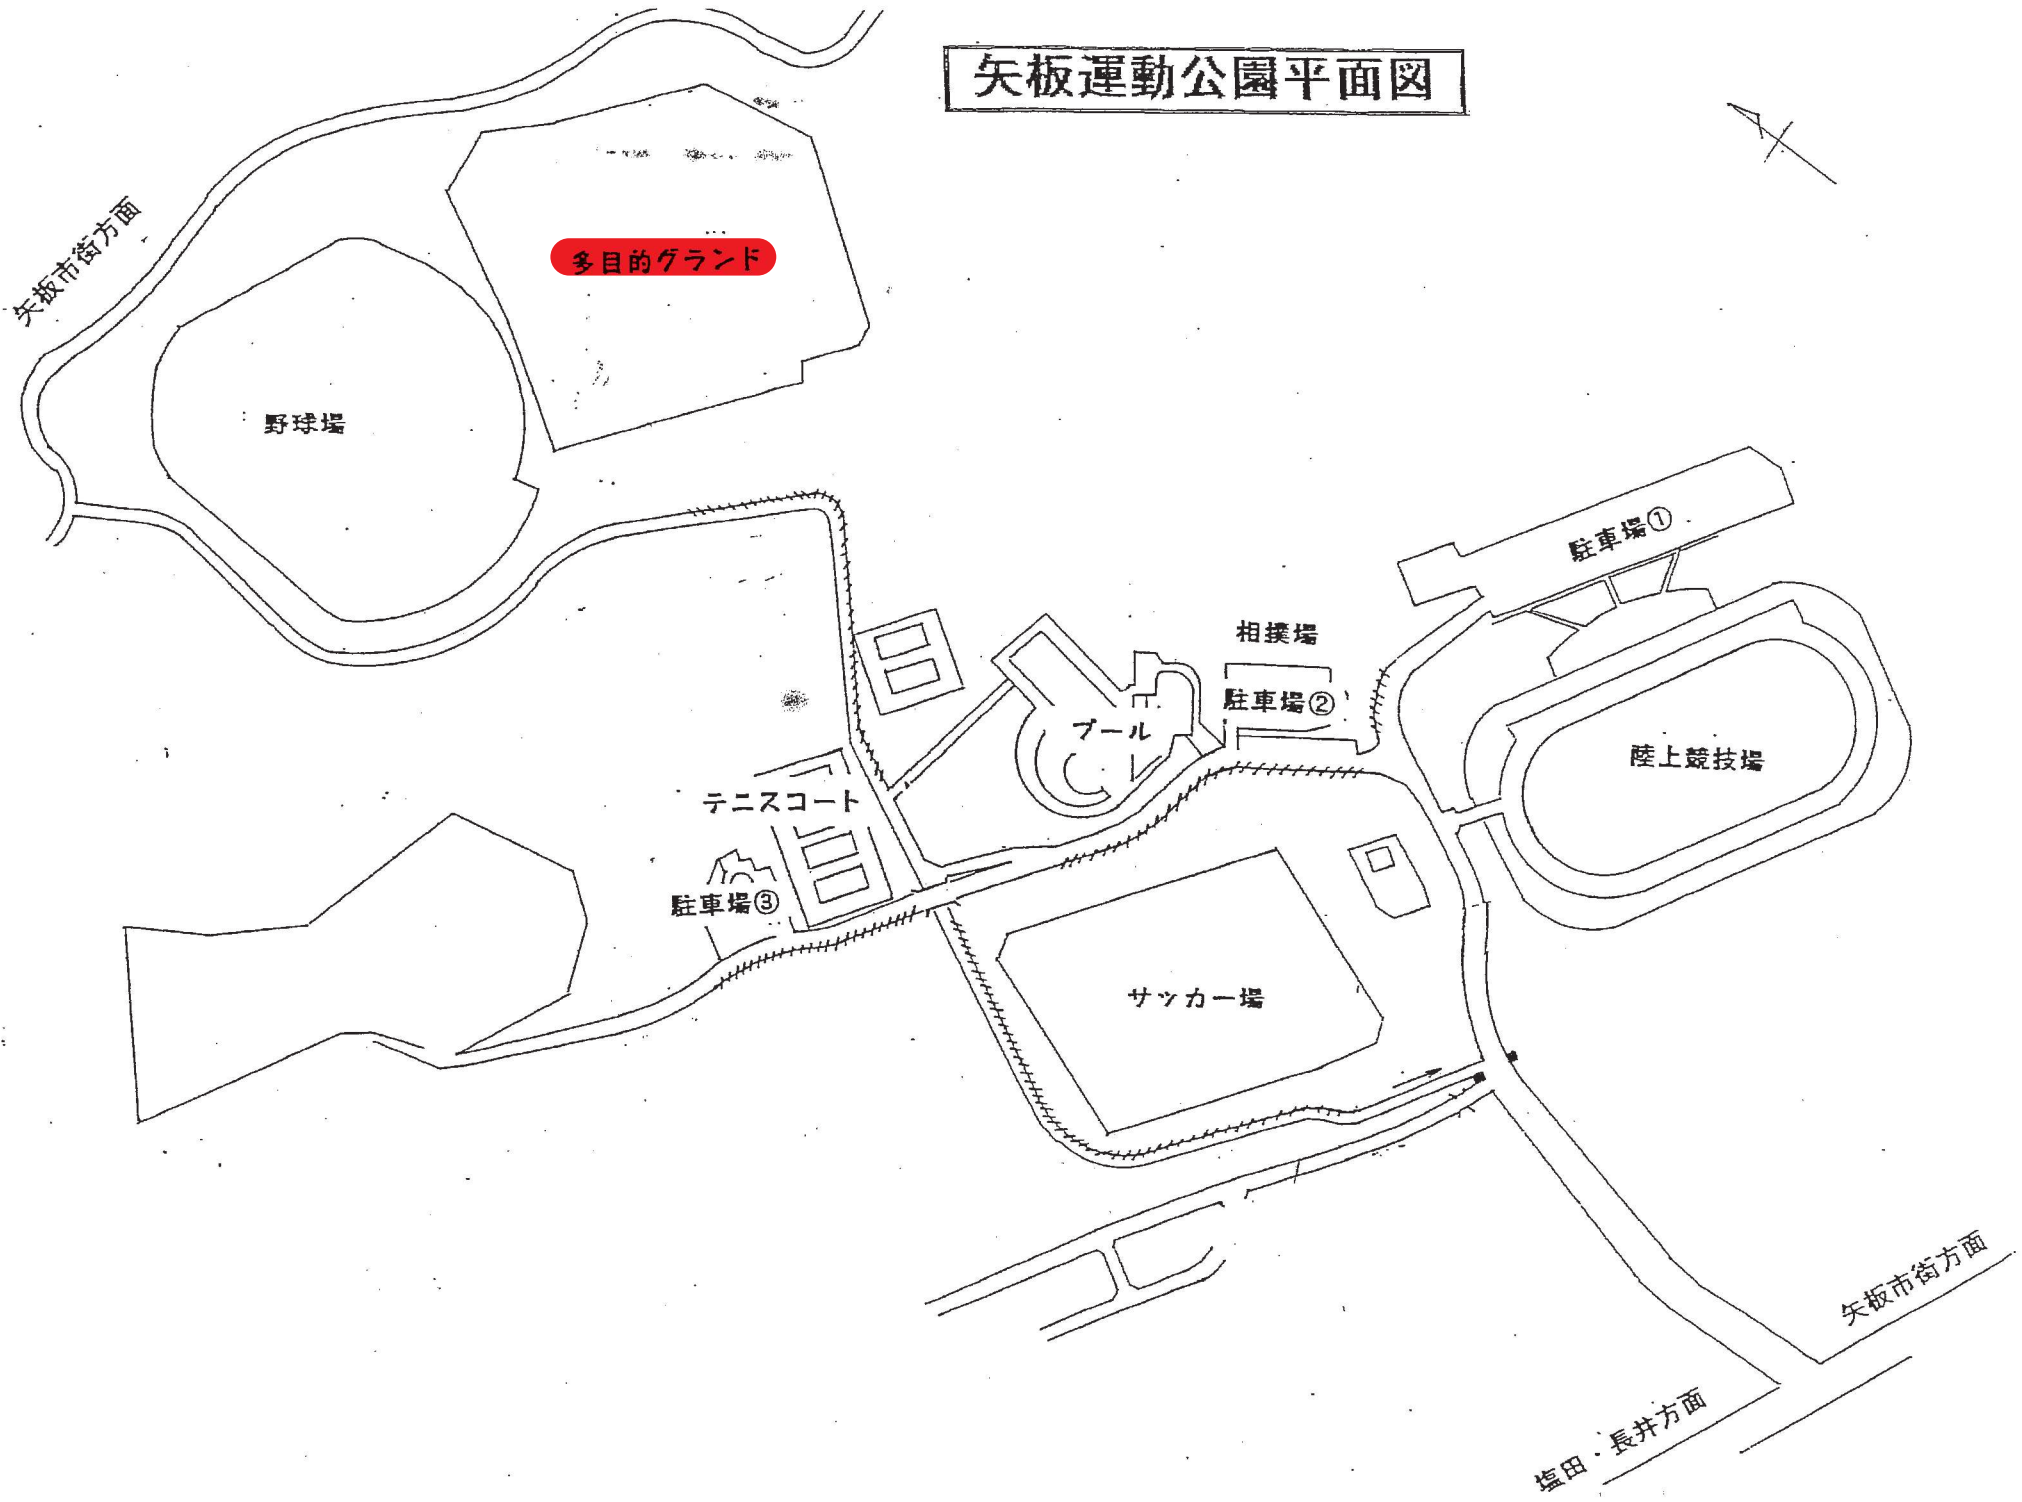 矢板運動公園平面図
矢板市街方面
多目的グランド
野球場
駐車場①
相撲場
駐車場②
プール
陸上競技場
テニスコート
駐車場③
サッカー場
矢板市街方面
塩田・長井方面